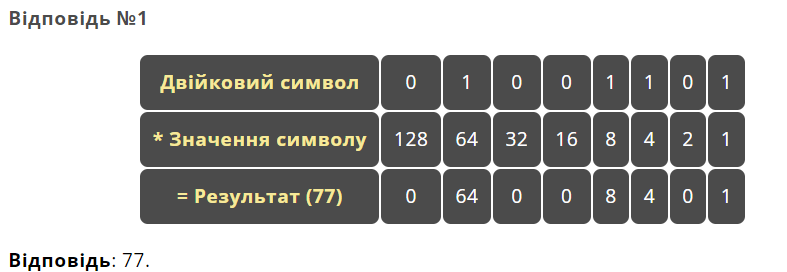 Відповідь №1
Двійковий символ 0 1 0 0 1 1 0 1
* Значення символу 128 64 32 16 8 4 2 1
= Результат (77) 0 64 0 0 8 4 0 1
Відповідь: 77.